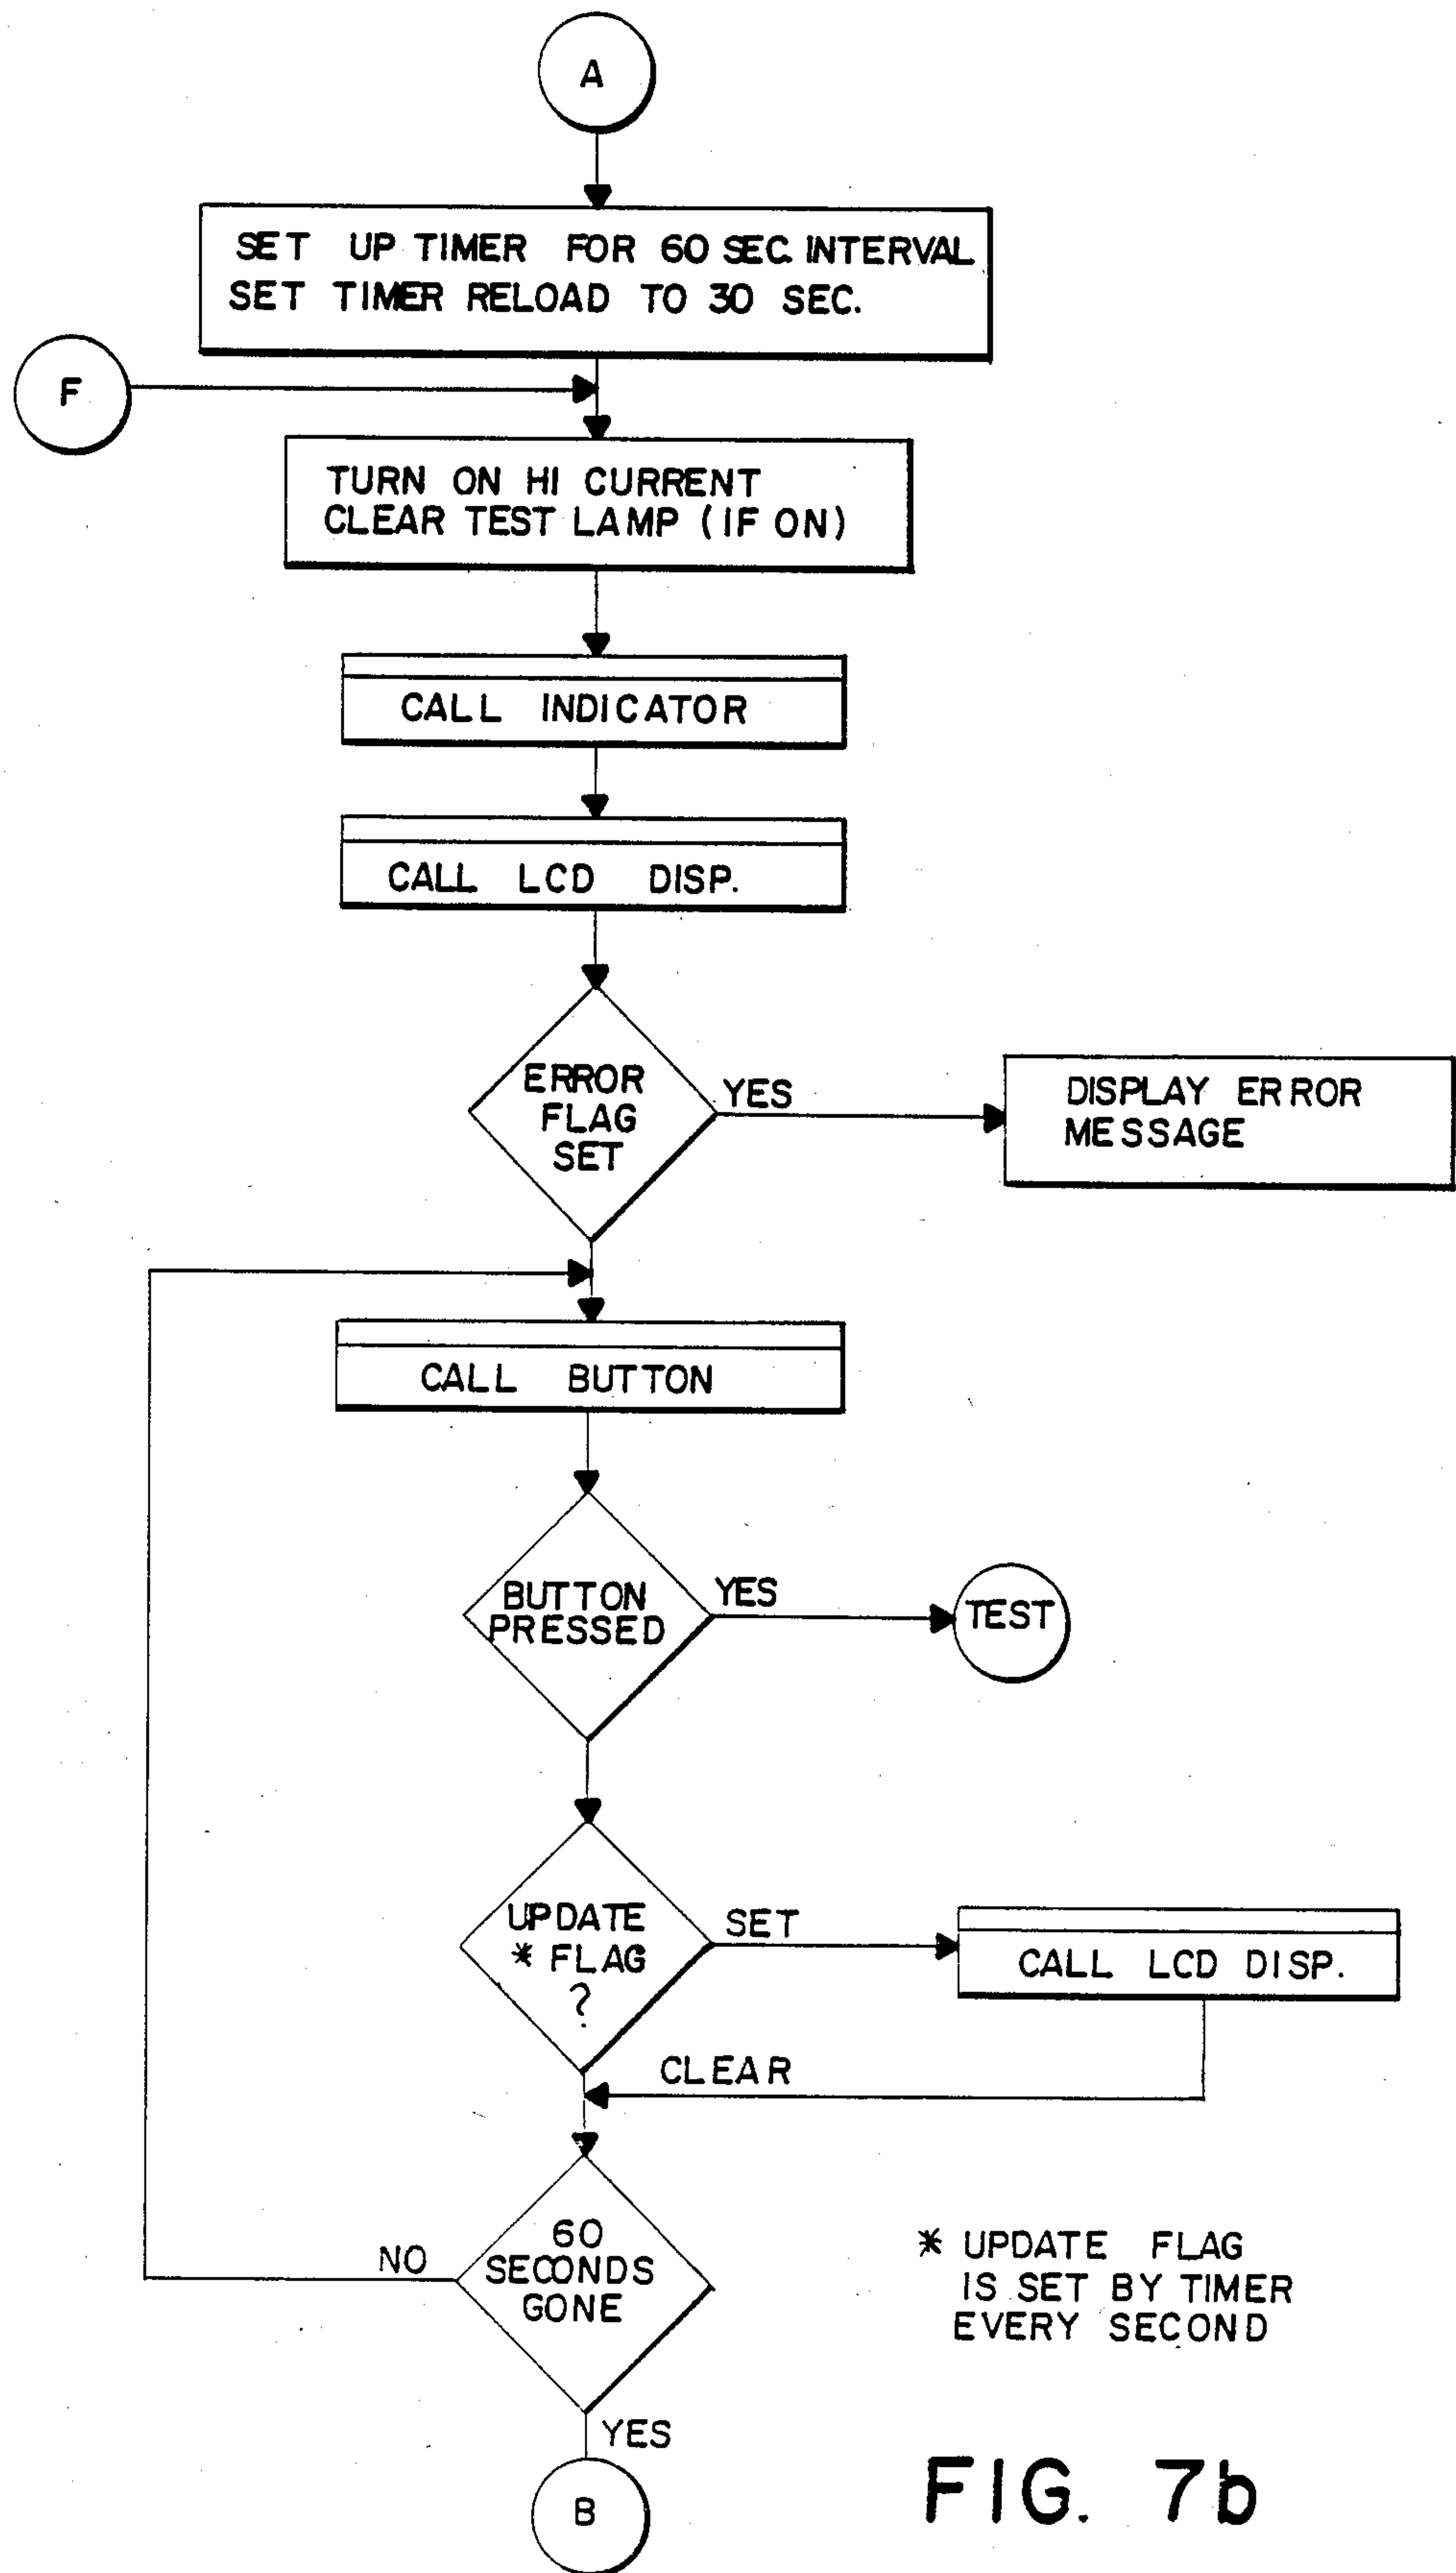 A
SET UP TIMER FOR 60 SEC. INTERVAL
SET TIMER RELOAD TO 30 SEC.
F
TURN ON HI CURRENT
CLEAR TEST LAMP (IF ON)
CALL INDICATOR
CALL LCD DISP.
ERROR
FLAG
SET
YES
DISPLAY ERROR
MESSAGE
CALL BUTTON
BUTTON
PRESSED
YES
TEST
UPDATE
* FLAG
?
SET
CALL LCD DISP.
CLEAR
60
SECONDS
GONE
NO
YES
B
* UPDATE FLAG
IS SET BY TIMER
EVERY SECOND
FIG. 7b